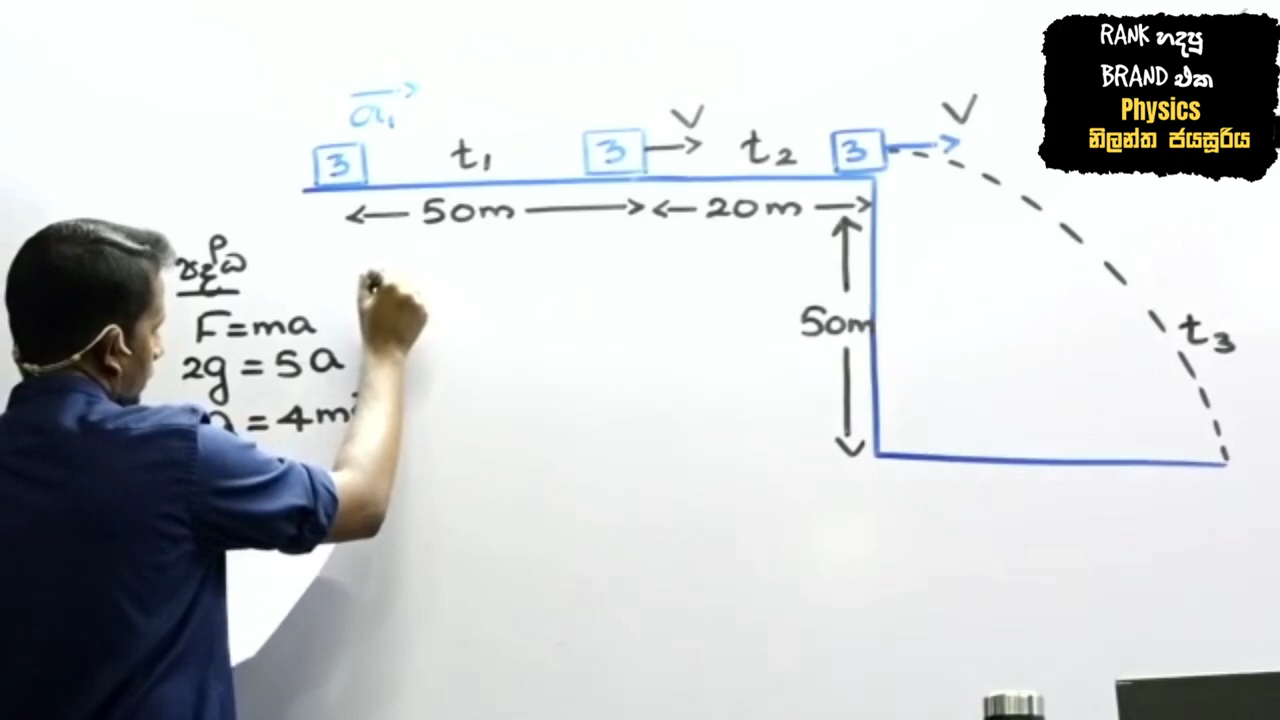 RANK හදපු
BRAND එක
Physics
නිලන්ත ජයසූරිය
a₁
3
t₁
3
V
t₂
3
V
50m
20m
50m
t₃
පද්ධ
F=ma
2g = 5a
= 4m